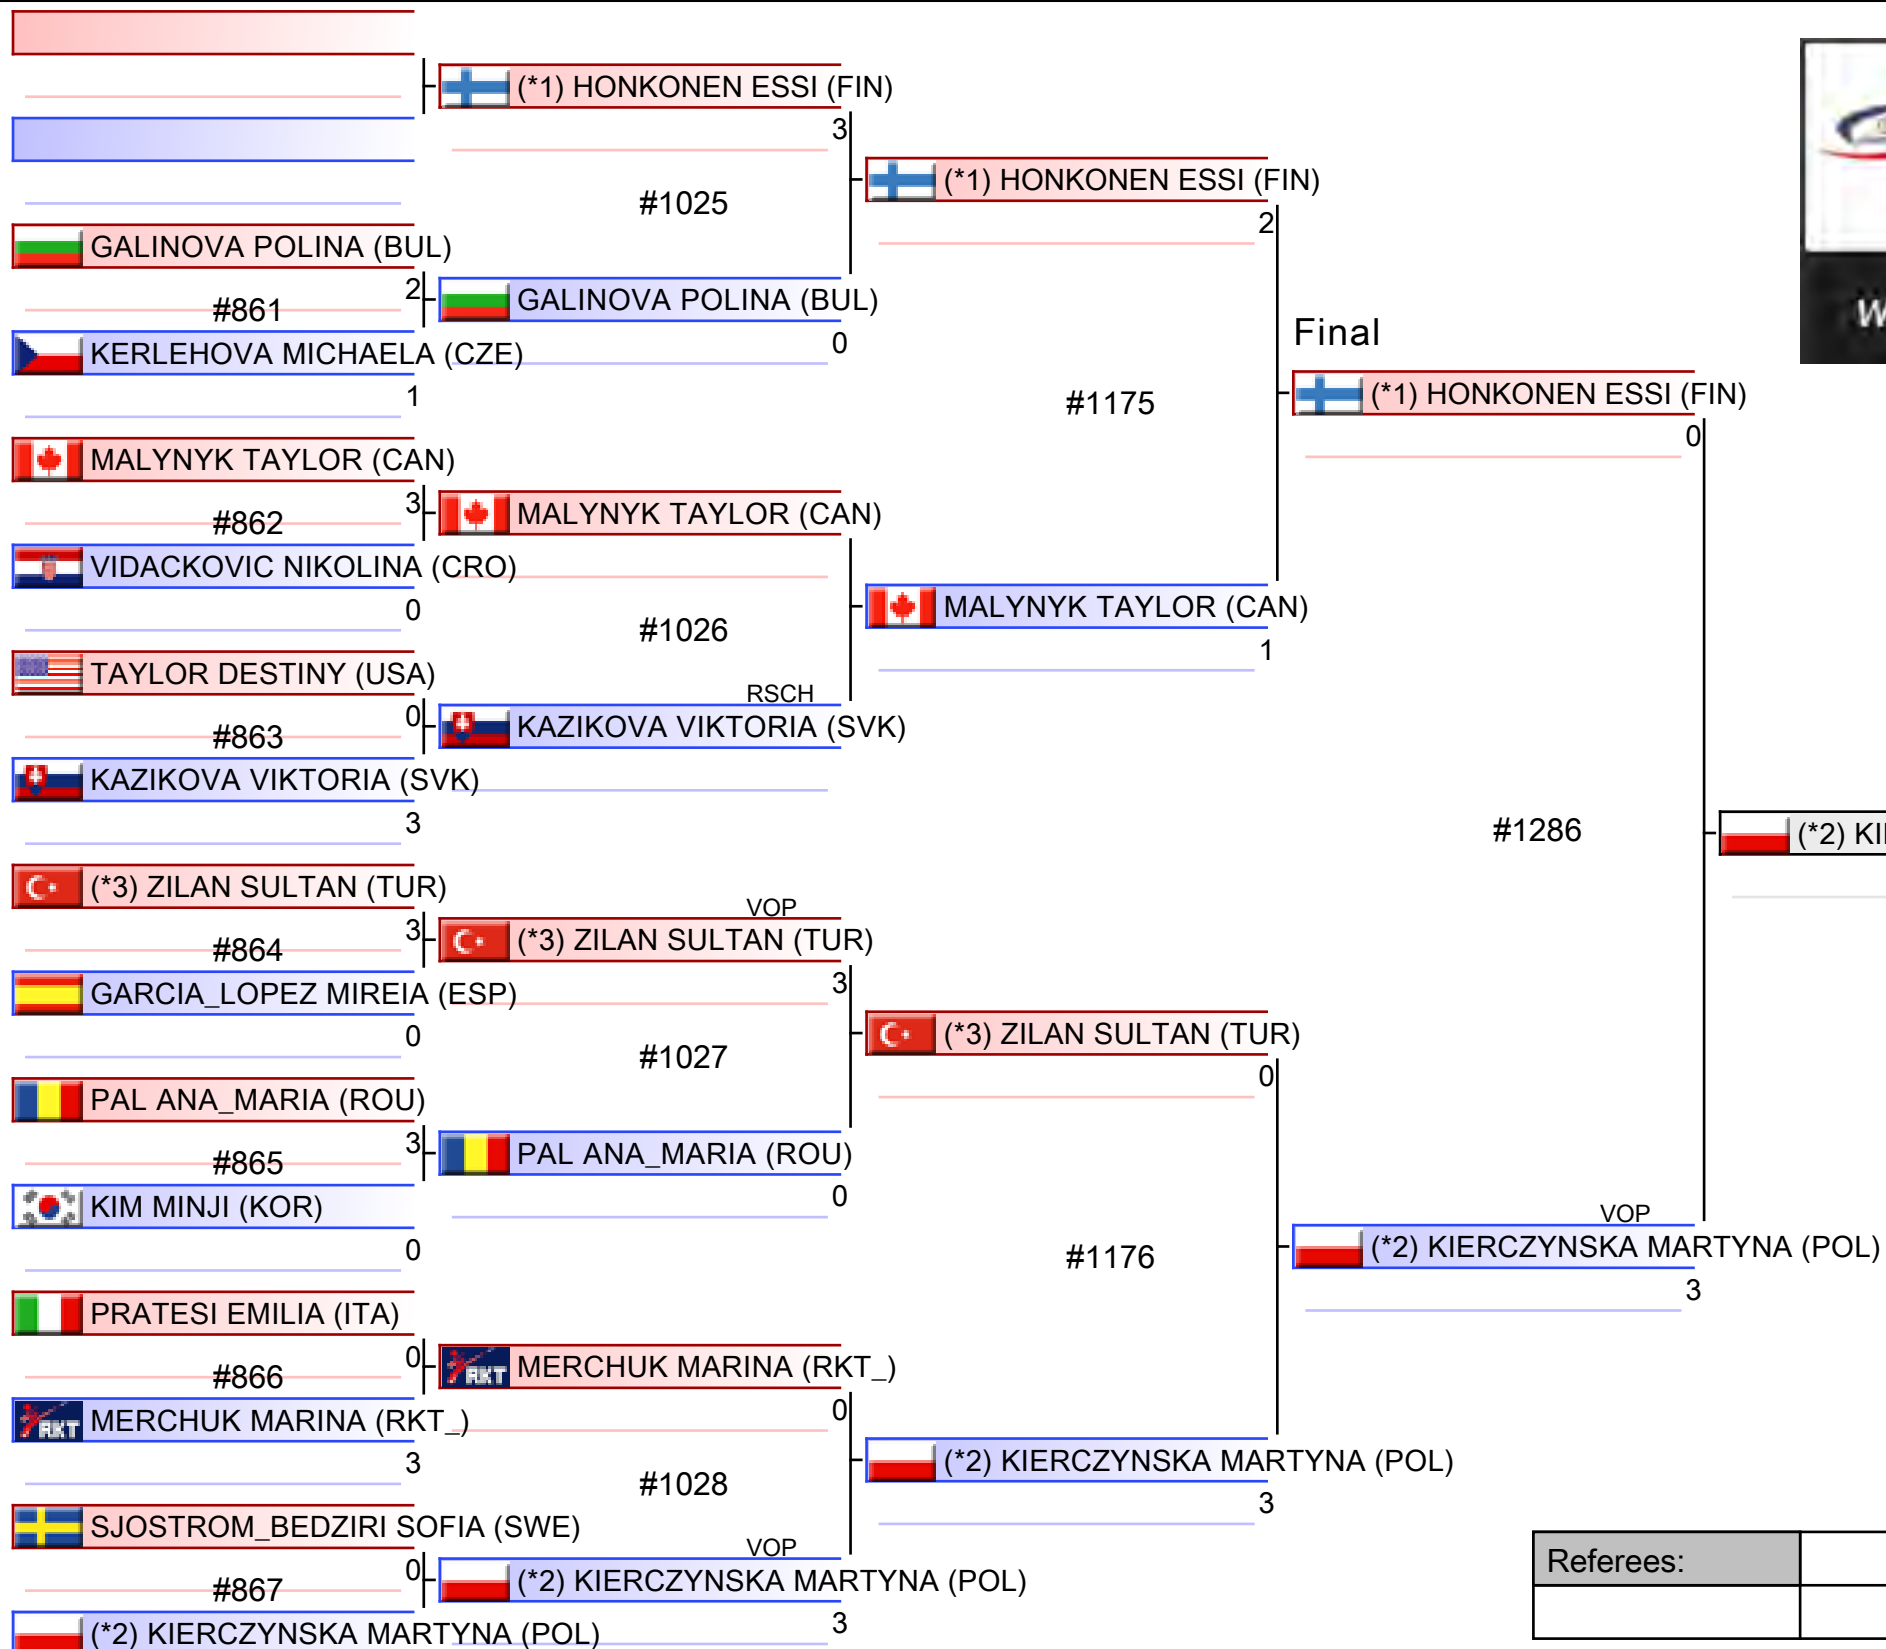 (*1) HONKONEN ESSI (FIN)
3
#1025
GALINOVA POLINA (BUL)
2
#861
KERLEHOVA MICHAELA (CZE)
1
GALINOVA POLINA (BUL)
0
(*1) HONKONEN ESSI (FIN)
2
Final
#1175
(*1) HONKONEN ESSI (FIN)
0
W
MALYNYK TAYLOR (CAN)
3
#862
VIDACKOVIC NIKOLINA (CRO)
0
MALYNYK TAYLOR (CAN)
#1026
MALYNYK TAYLOR (CAN)
1
TAYLOR DESTINY (USA)
0
#863
KAZIKOVA VIKTORIA (SVK)
3
RSCH
KAZIKOVA VIKTORIA (SVK)
#1286
(*2) KI
(*3) ZILAN SULTAN (TUR)
3
#864
GARCIA_LOPEZ MIREIA (ESP)
0
VOP
(*3) ZILAN SULTAN (TUR)
3
#1027
(*3) ZILAN SULTAN (TUR)
0
PAL ANA_MARIA (ROU)
3
#865
KIM MINJI (KOR)
0
PAL ANA_MARIA (ROU)
0
#1176
VOP
(*2) KIERCZYNSKA MARTYNA (POL)
3
PRATESI EMILIA (ITA)
0
#866
RKT
MERCHUK MARINA (RKT_)
3
RKT
MERCHUK MARINA (RKT_)
0
#1028
(*2) KIERCZYNSKA MARTYNA (POL)
3
SJOSTROM_BEDZIRI SOFIA (SWE)
0
#867
(*2) KIERCZYNSKA MARTYNA (POL)
VOP
(*2) KIERCZYNSKA MARTYNA (POL)
3
Referees: